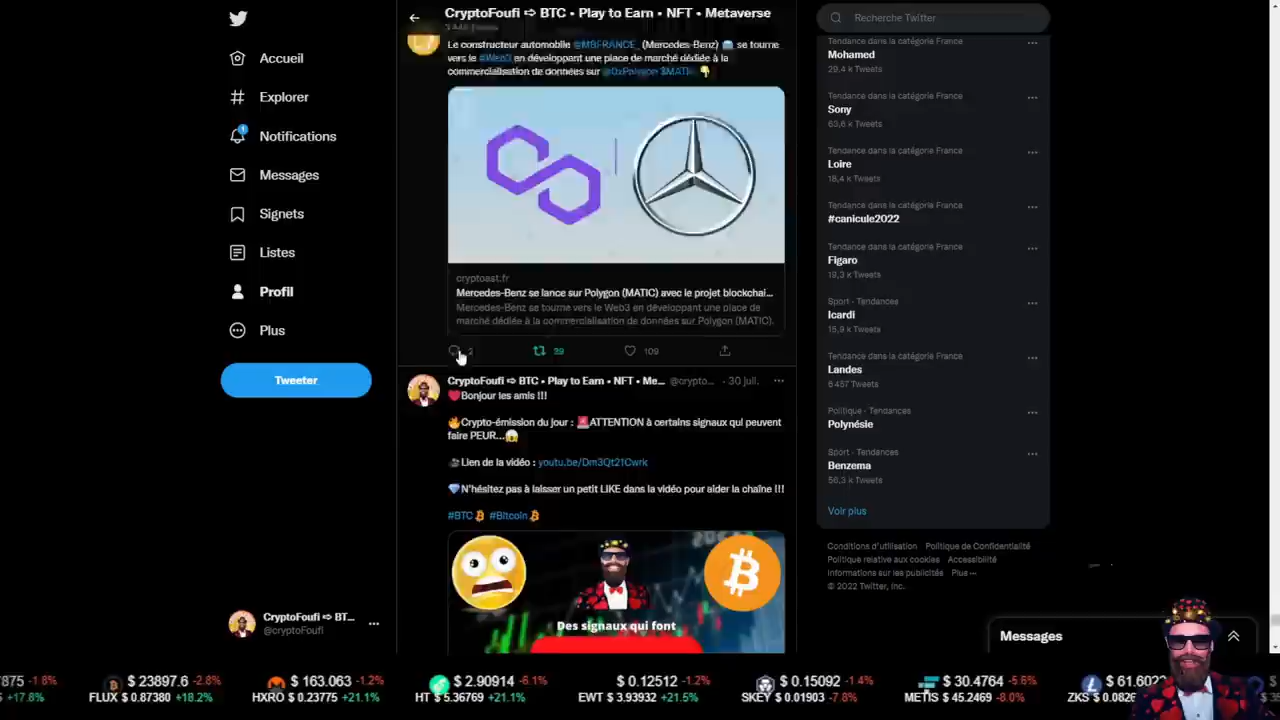 CryptoFoufi ➪ BTC • Play to Earn • NFT • Metaverse
Recherche Twitter
Accueil
Explorer
1
Notifications
Messages
Signets
Listes
Profil
Plus
Tweeter
CryptoFoufi ➪ BT...
@cryptoFoufi
Le constructeur automobile @MBFRANCE_ (Mercedes-Benz) se tourne
vers le #Web3 en développant une place de marché dédiée à la
commercialisation de données sur @0xPolygon $MATIC
cryptoast.fr
Mercedes-Benz se lance sur Polygon (MATIC) avec le projet blockchai...
Mercedes-Benz se tourne vers le Web3 en développant une place de
marché dédiée à la commercialisation de données sur Polygon (MATIC).
2 39 109
CryptoFoufi ➪ BTC • Play to Earn • NFT • Me... @crypto... · 30 juil.
❤️Bonjour les amis !!!
🔥Crypto-émission du jour : 🚨ATTENTION à certains signaux qui peuvent
faire PEUR...😱
Lien de la vidéo : youtu.be/Dm3Qt21Cwrk
💎N'hésitez pas à laisser un petit LIKE dans la vidéo pour aider la chaîne !!!
#BTC #Bitcoin
Des signaux qui font
Tendance dans la catégorie France
Mohamed
29,4 k Tweets
Tendance dans la catégorie France
Sony
63,6 k Tweets
Tendance dans la catégorie France
Loire
18,4 k Tweets
Tendance dans la catégorie France
#canicule2022
Tendance dans la catégorie France
Figaro
19,3 k Tweets
Sport · Tendances
Icardi
15,9 k Tweets
Tendance dans la catégorie France
Landes
6 457 Tweets
Politique · Tendances
Polynésie
Sport · Tendances
Benzema
56,3 k Tweets
Voir plus
Conditions d'utilisation Politique de Confidentialité
Politique relative aux cookies Accessibilité
Informations sur les publicités Plus ···
© 2022 Twitter, Inc.
Messages
7875 -1.8% $ 23897.6 -2.8% $ 163.063 -1.2% $ 2.90914 -6.1% $ 0.12512 -1.2% $ 0.15092 -1.4% $ 30.4764 -5.6% $ 61.602
+17.8% FLUX $ 0.87380 +18.2% HXRO $ 0.23775 +21.1% HT $ 5.36769 +21.1% EWT $ 3.93932 +21.5% SKEY $ 0.01903 -7.8% METIS $ 45.2469 -8.0% ZKS $ 0.082